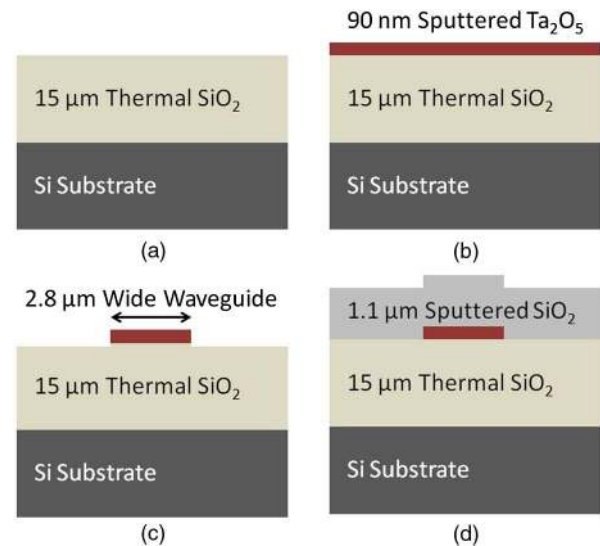 90 nm Sputtered Ta₂O₅
15 µm Thermal SiO₂
15 µm Thermal SiO₂
Si Substrate
Si Substrate
(a)
(b)
2.8 µm Wide Waveguide
1.1 µm Sputtered SiO₂
15 µm Thermal SiO₂
15 µm Thermal SiO₂
Si Substrate
Si Substrate
(c)
(d)